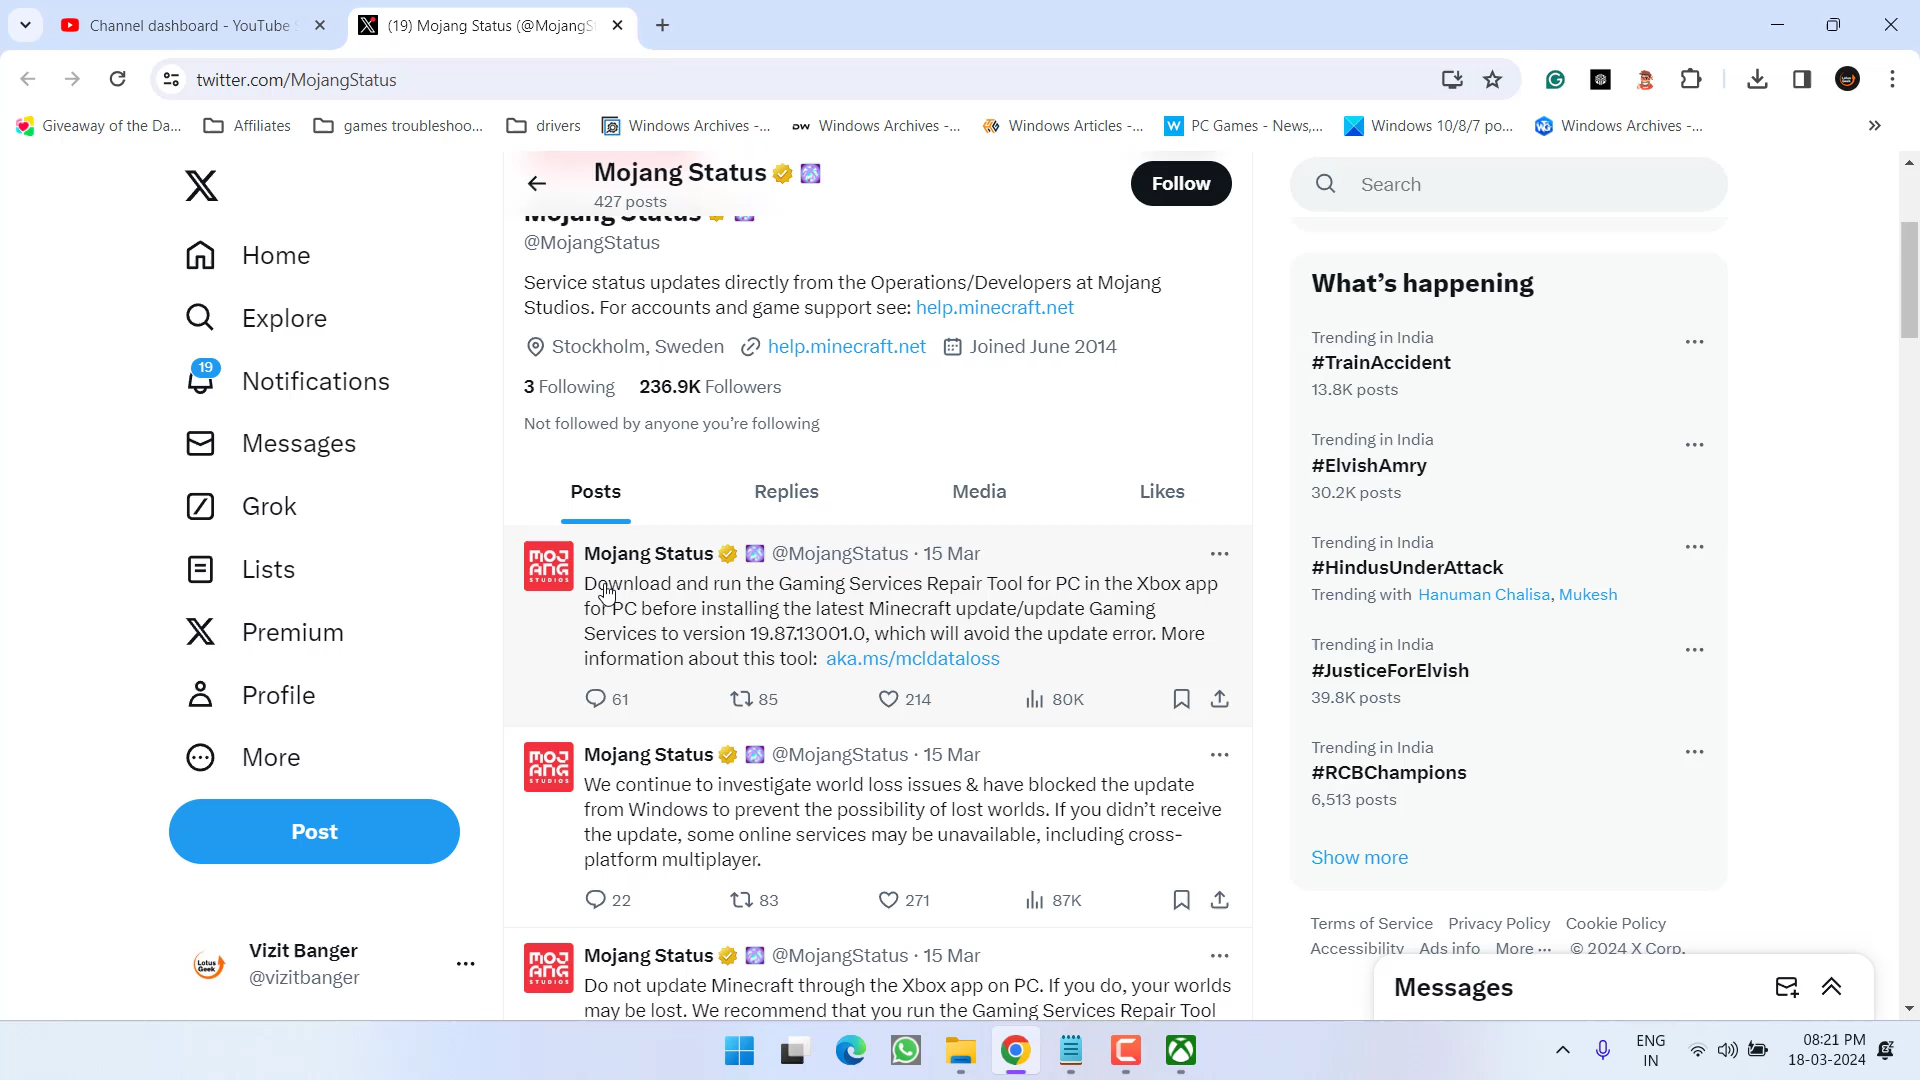 Channel dashboard - YouTube S
(19) Mojang Status (@MojangS
twitter.com/MojangStatus
Giveaway of the Da...
Affiliates
games troubleshoo...
drivers
Windows Archives -...
DW
Windows Archives -...
Windows Articles -...
W
PC Games - News,...
Windows 10/8/7 po...
Windows Archives -...
Home
Explore
19
Notifications
Messages
Grok
Lists
Premium
Profile
More
Post
Lotus
Geek
Vizit Banger
@vizitbanger
Mojang Status
427 posts
Follow
Mojang Status
@MojangStatus
Service status updates directly from the Operations/Developers at Mojang
Studios. For accounts and game support see: help.minecraft.net
Stockholm, Sweden help.minecraft.net Joined June 2014
3 Following 236.9K Followers
Not followed by anyone you’re following
Posts Replies Media Likes
MOJ
ANG
STUDIOS
Mojang Status @MojangStatus · 15 Mar
Download and run the Gaming Services Repair Tool for PC in the Xbox app
for PC before installing the latest Minecraft update/update Gaming
Services to version 19.87.13001.0, which will avoid the update error. More
information about this tool: aka.ms/mcldataloss
61 85 214 80K
MOJ
ANG
STUDIOS
Mojang Status @MojangStatus · 15 Mar
We continue to investigate world loss issues & have blocked the update
from Windows to prevent the possibility of lost worlds. If you didn’t receive
the update, some online services may be unavailable, including cross-
platform multiplayer.
22 83 271 87K
MOJ
ANG
STUDIOS
Mojang Status @MojangStatus · 15 Mar
Do not update Minecraft through the Xbox app on PC. If you do, your worlds
may be lost. We recommend that you run the Gaming Services Repair Tool
Search
What’s happening
Trending in India
#TrainAccident
13.8K posts
Trending in India
#ElvishAmry
30.2K posts
Trending in India
#HindusUnderAttack
Trending with Hanuman Chalisa, Mukesh
Trending in India
#JusticeForElvish
39.8K posts
Trending in India
#RCBChampions
6,513 posts
Show more
Terms of Service Privacy Policy Cookie Policy
Accessibility Ads info More ··· © 2024 X Corp.
Messages
ENG
IN
08:21 PM
18-03-2024